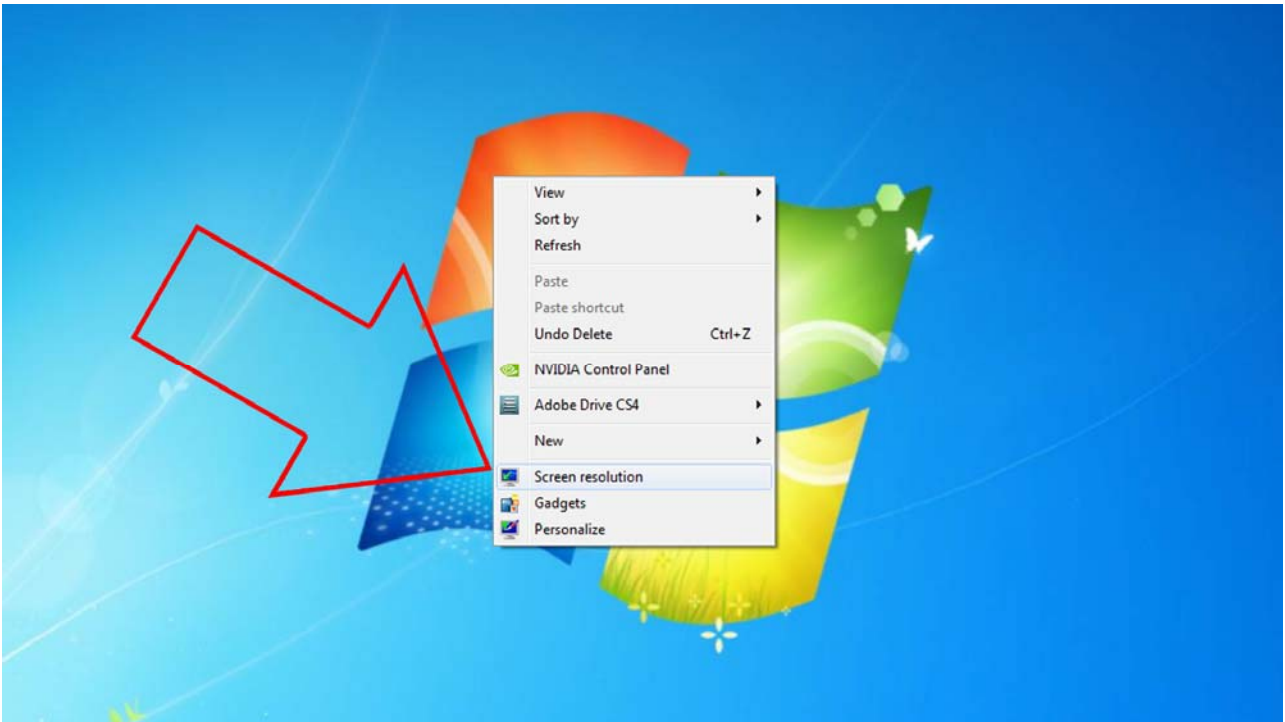 View
Sort by
Refresh
Paste
Paste shortcut
Undo Delete Ctrl+Z
NVIDIA Control Panel
Adobe Drive CS4
New
Screen resolution
Gadgets
Personalize